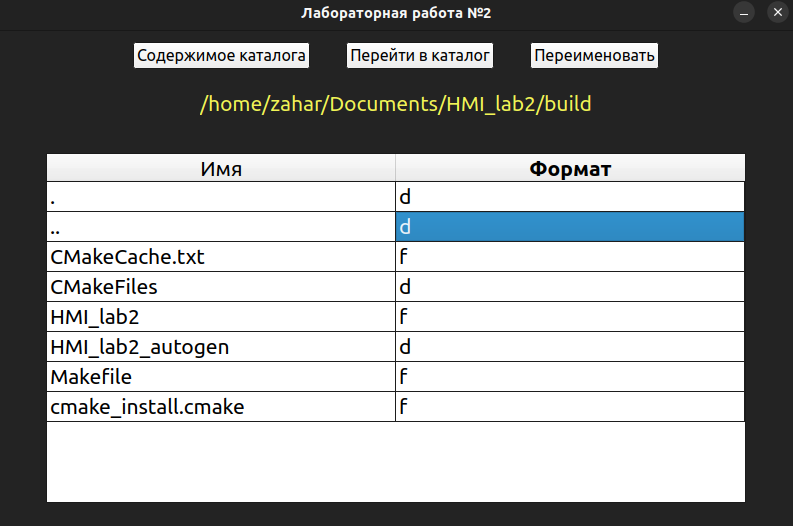 Лабораторная работа №2
Содержимое каталога Перейти в каталог Переименовать
/home/zahar/Documents/HMI_lab2/build
Имя Формат
. d
.. d
CMakeCache.txt f
CMakeFiles d
HMI_lab2 f
HMI_lab2_autogen d
Makefile f
cmake_install.cmake f